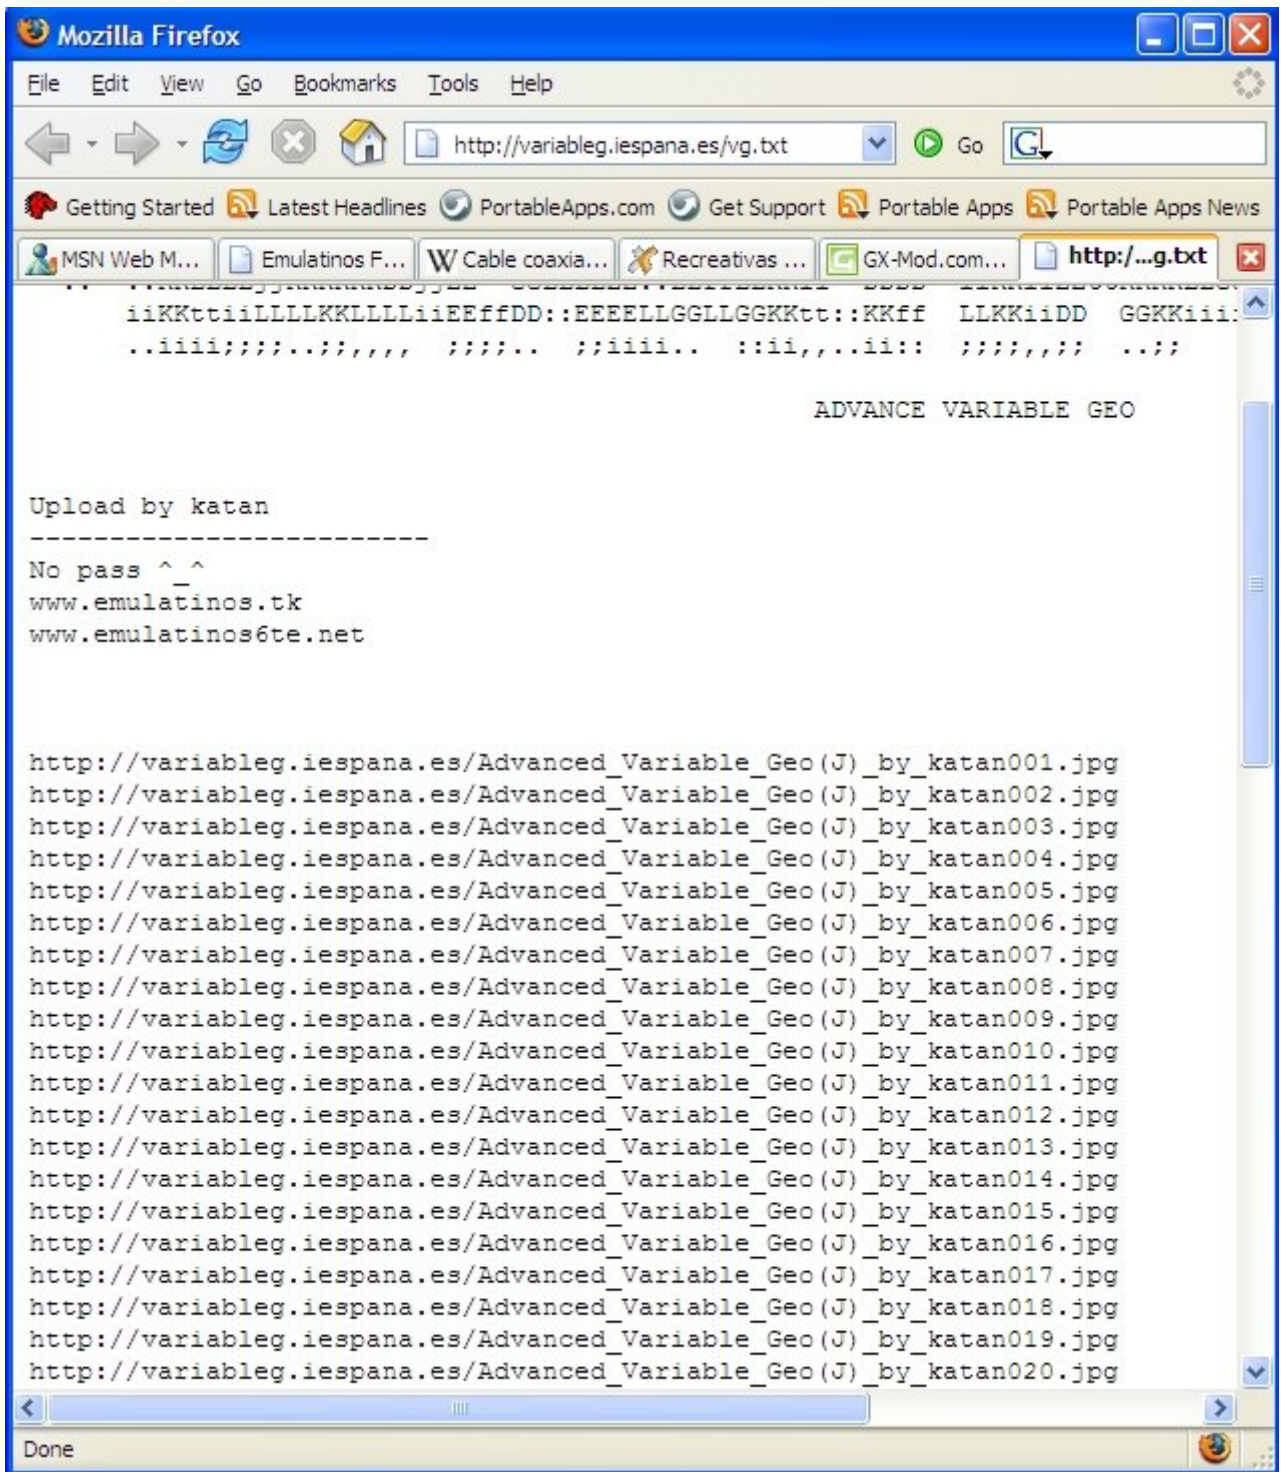 Mozilla Firefox
File Edit View Go Bookmarks Tools Help
http://variableg.iespana.es/vg.txt Go G
Getting Started Latest Headlines PortableApps.com Get Support Portable Apps Portable Apps News
MSN Web M... Emulatinos F... W Cable coaxia... Recreativas ... GX-Mod.com... http:/...g.txt
iiKKttiiLLLLKKLLLLiiEEffDD::EEEELLGGLLGGKKtt::KKff LLKKiiDD GGKKiii:
..iiii;;;;..;;,,,, ;;;;.. ;;iiii.. ::ii,,..ii:: ;;;;,,;; ..;;
ADVANCE VARIABLE GEO
Upload by katan
-------------------------
No pass ^_^
www.emulatinos.tk
www.emulatinos6te.net
http://variableg.iespana.es/Advanced_Variable_Geo(J)_by_katan001.jpg
http://variableg.iespana.es/Advanced_Variable_Geo(J)_by_katan002.jpg
http://variableg.iespana.es/Advanced_Variable_Geo(J)_by_katan003.jpg
http://variableg.iespana.es/Advanced_Variable_Geo(J)_by_katan004.jpg
http://variableg.iespana.es/Advanced_Variable_Geo(J)_by_katan005.jpg
http://variableg.iespana.es/Advanced_Variable_Geo(J)_by_katan006.jpg
http://variableg.iespana.es/Advanced_Variable_Geo(J)_by_katan007.jpg
http://variableg.iespana.es/Advanced_Variable_Geo(J)_by_katan008.jpg
http://variableg.iespana.es/Advanced_Variable_Geo(J)_by_katan009.jpg
http://variableg.iespana.es/Advanced_Variable_Geo(J)_by_katan010.jpg
http://variableg.iespana.es/Advanced_Variable_Geo(J)_by_katan011.jpg
http://variableg.iespana.es/Advanced_Variable_Geo(J)_by_katan012.jpg
http://variableg.iespana.es/Advanced_Variable_Geo(J)_by_katan013.jpg
http://variableg.iespana.es/Advanced_Variable_Geo(J)_by_katan014.jpg
http://variableg.iespana.es/Advanced_Variable_Geo(J)_by_katan015.jpg
http://variableg.iespana.es/Advanced_Variable_Geo(J)_by_katan016.jpg
http://variableg.iespana.es/Advanced_Variable_Geo(J)_by_katan017.jpg
http://variableg.iespana.es/Advanced_Variable_Geo(J)_by_katan018.jpg
http://variableg.iespana.es/Advanced_Variable_Geo(J)_by_katan019.jpg
http://variableg.iespana.es/Advanced_Variable_Geo(J)_by_katan020.jpg
Done